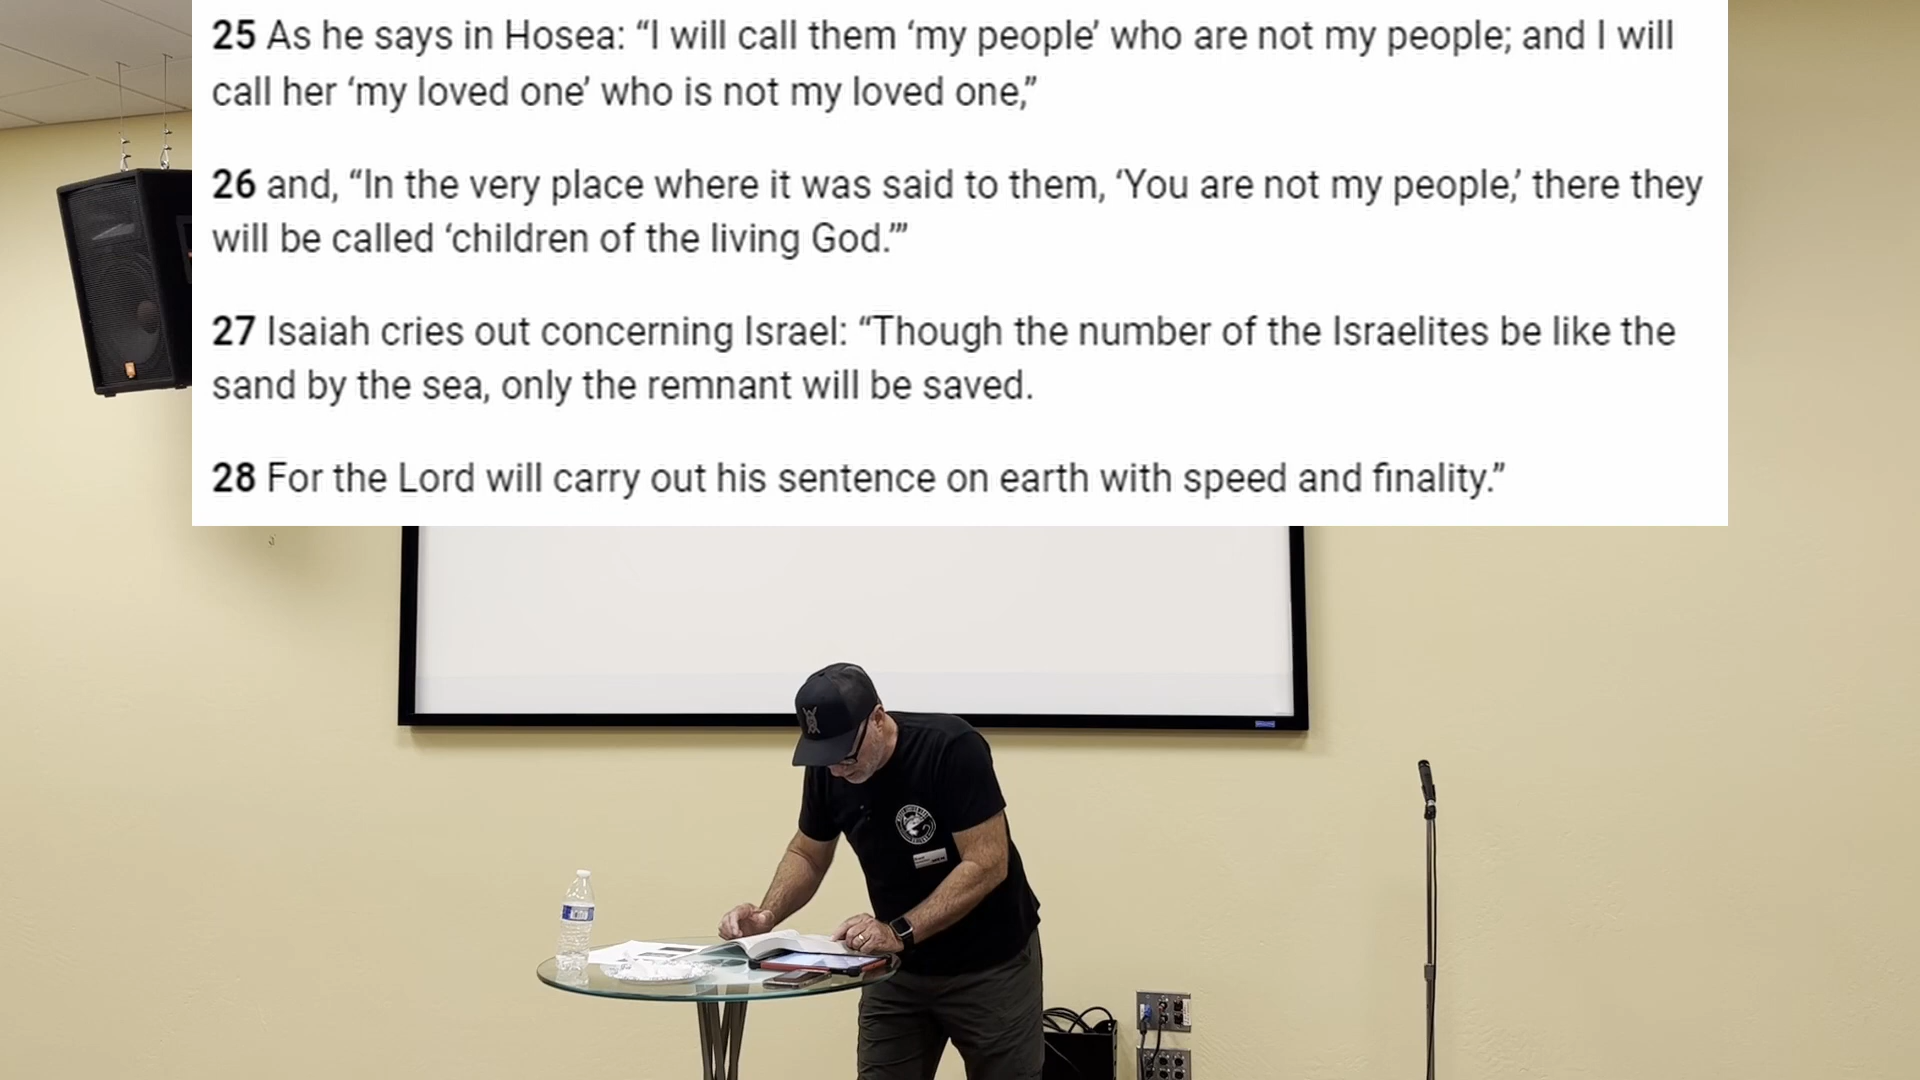 25 As he says in Hosea: “I will call them ‘my people’ who are not my people; and I will
call her ‘my loved one’ who is not my loved one,”
26 and, “In the very place where it was said to them, ‘You are not my people,’ there they
will be called ‘children of the living God.’”
27 Isaiah cries out concerning Israel: “Though the number of the Israelites be like the
sand by the sea, only the remnant will be saved.
28 For the Lord will carry out his sentence on earth with speed and finality.”